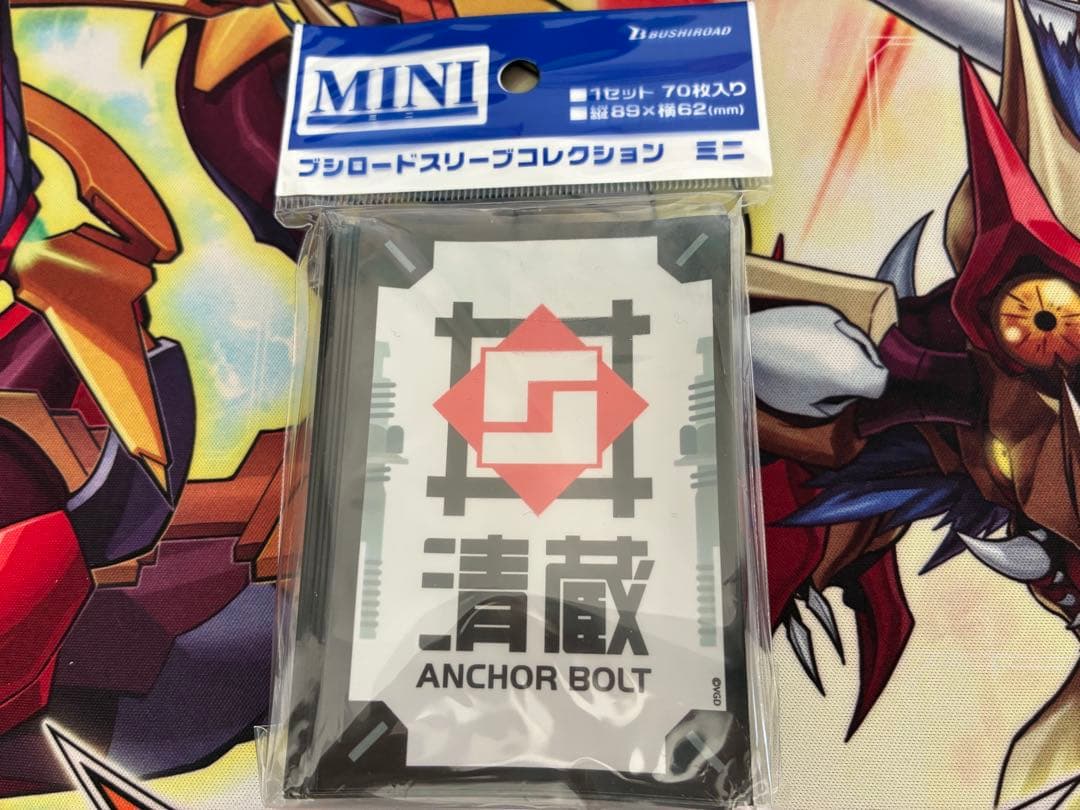 BUSHIROAD
MINI
ミニ
■1セット 70枚入り
■縦89×横62(mm)
ブシロードスリーブコレクション ミニ
清蔵
ANCHOR BOLT
©VGD